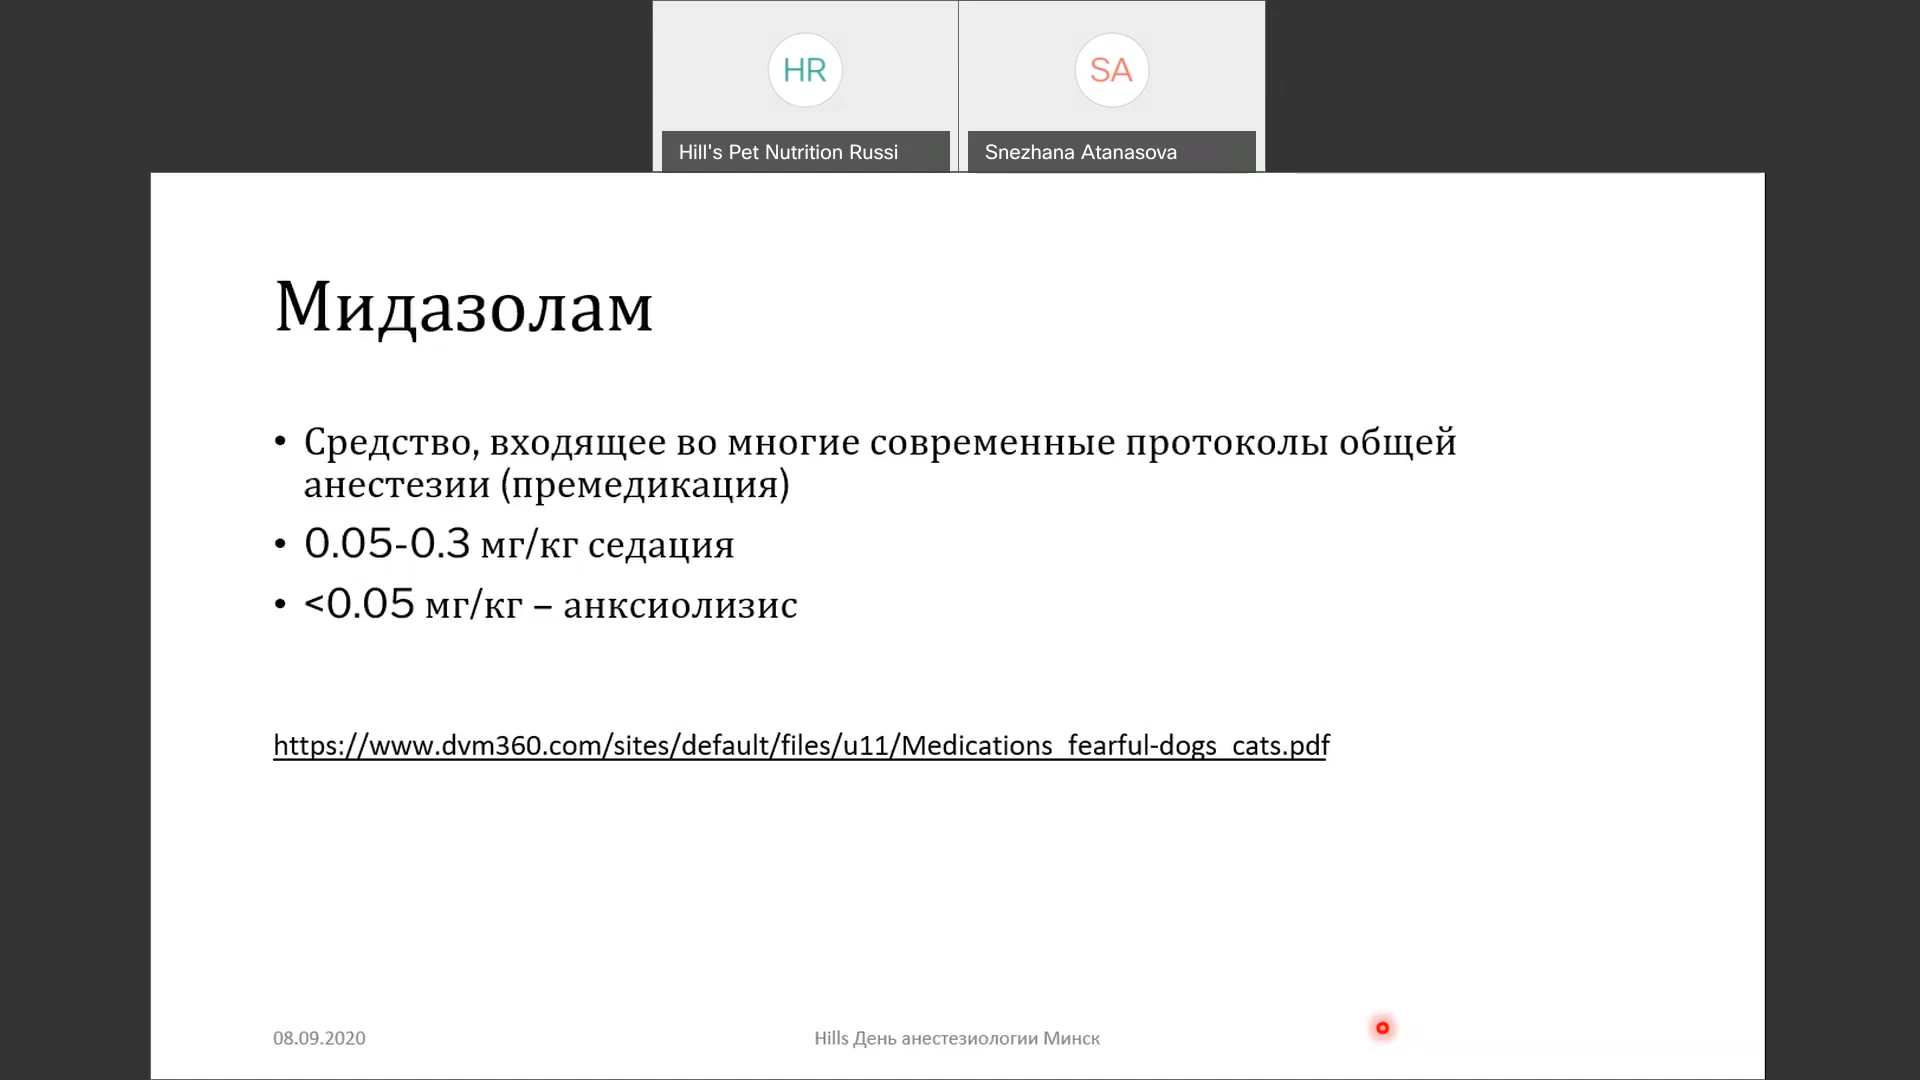 HR
SA
Hill's Pet Nutrition Russi
Snezhana Atanasova
Мидазолам
• Средство, входящее во многие современные протоколы общей
анестезии (премедикация)
• 0.05-0.3 мг/кг седация
• <0.05 мг/кг – анксиолизис
https://www.dvm360.com/sites/default/files/u11/Medications_fearful-dogs_cats.pdf
08.09.2020
Hills День анестезиологии Минск